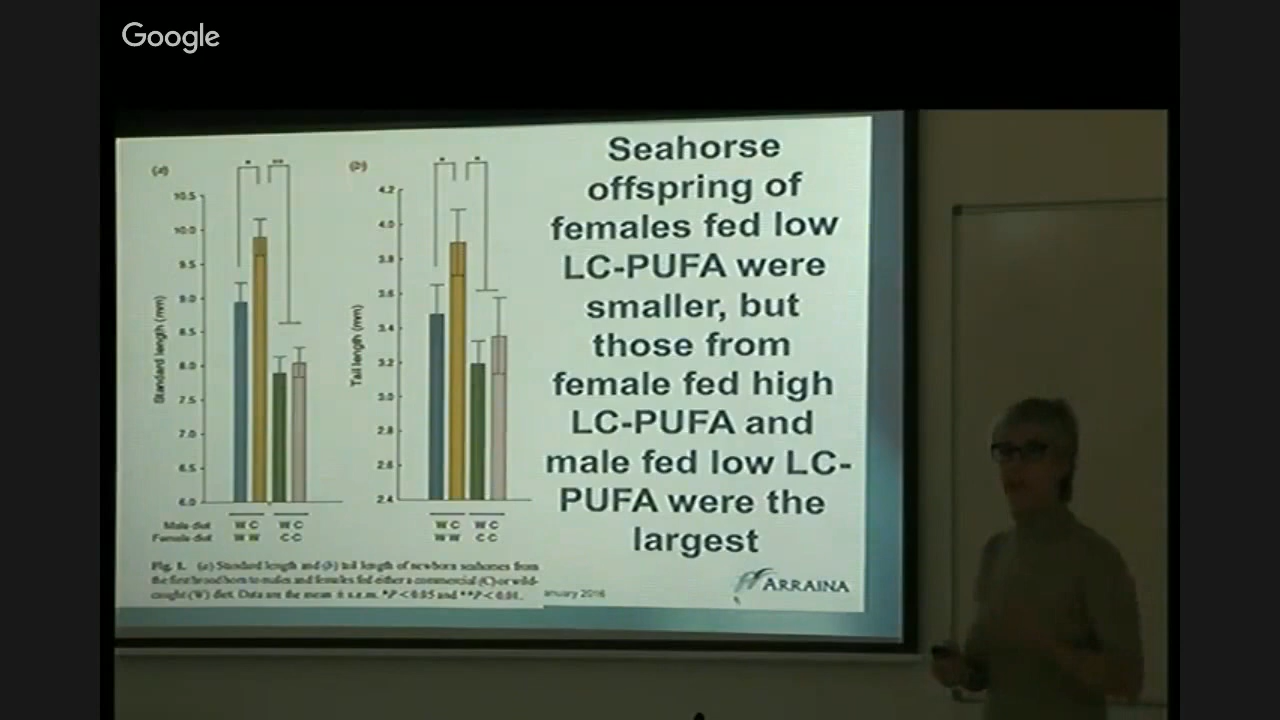 Google
Seahorse
offspring of
females fed low
LC-PUFA were
smaller, but
those from
female fed high
LC-PUFA and
male fed low LC-
PUFA were the
largest
(a)
10.5
10.0
9.5
9.0
8.5
8.0
7.5
7.0
6.5
6.0
Standard length (mm)
* **
(b)
4.2
4.0
3.8
3.6
3.4
3.2
3.0
2.8
2.6
2.4
Tail length (mm)
* *
Male diet W C W C W C W C
Female diet W W C C W W C C
Fig. 1. (a) Standard length and (b) tail length of newborn seahorses from
the first brood born to males and females fed either a commercial (C) or wild-
caught (W) diet. Data are the mean ± s.e.m. *P < 0.05 and **P < 0.01.
anuary 2016
ARRAINA